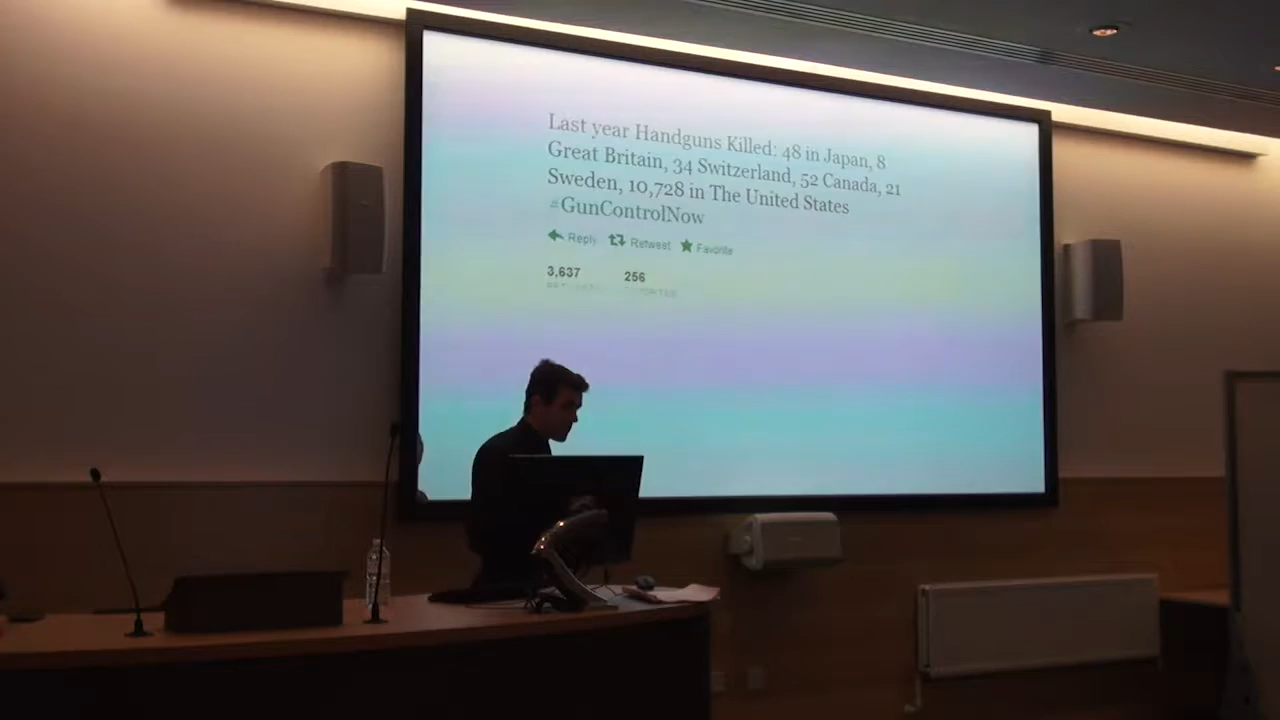 Last year Handguns Killed: 48 in Japan, 8
Great Britain, 34 Switzerland, 52 Canada, 21
Sweden, 10,728 in The United States
#GunControlNow
Reply Retweet Favorite
3,637 256